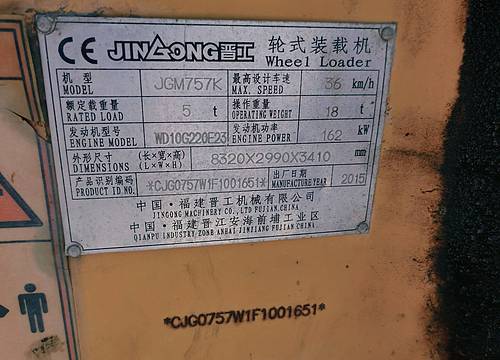 CE JINGONG晋工 轮式装载机
Wheel Loader
机型 MODEL JGM757K 最高设计车速 MAX. SPEED 36 km/h
额定载重量 RATED LOAD 5 t 操作重量 OPERATING WEIGHT 18 t
发动机型号 ENGINE MODEL WD10G220E23 发动机功率 ENGINE POWER 162 kW
外形尺寸 DIMENSIONS (长×宽×高) (L×W×H) 8320X2990X3410 mm
产品识别编码 PRODUCT ID NO. *CJG0757W1F1001651* 出厂日期 MANUFACTURE YEAR 2015
中国·福建晋工机械有限公司
JINGONG MACHINERY CO., LTD FUJIAN.CHINA
中国·福建晋江安海南埔工业区
QIANPU INDUSTRY ZONE ANHAI JINJIANG FUJIAN CHINA
*CJG0757W1F1001651*